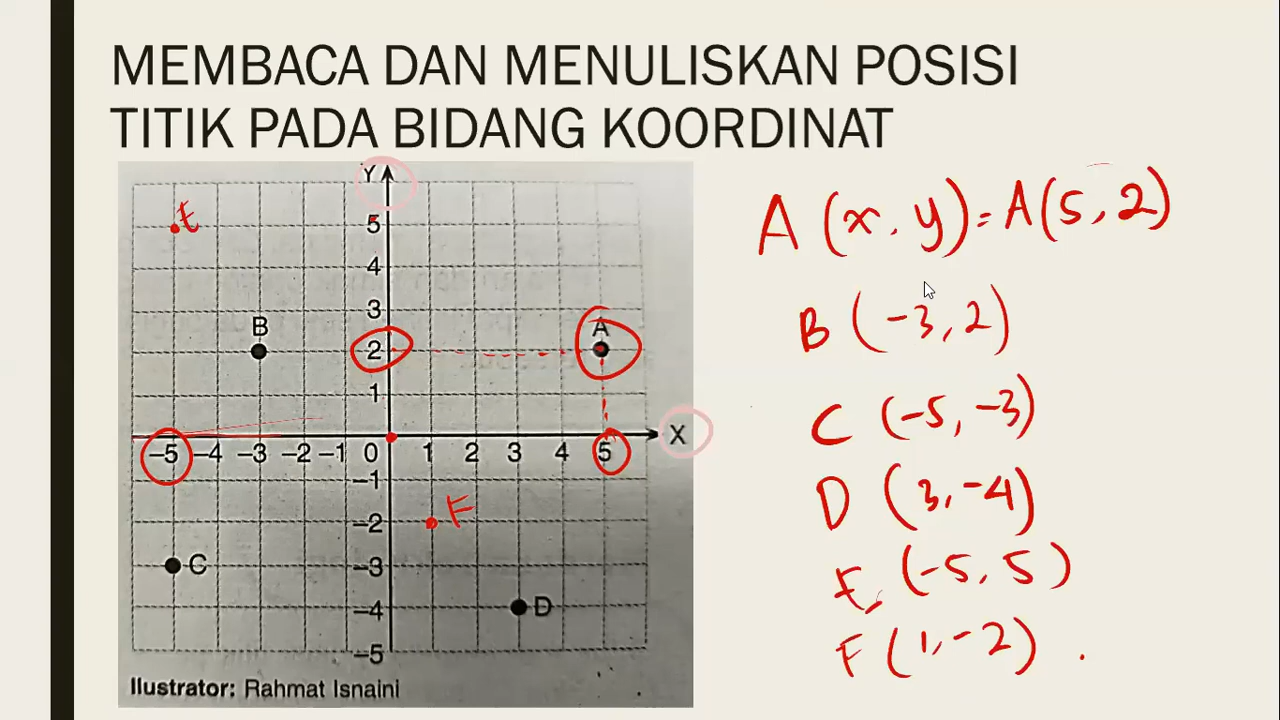 MEMBACA DAN MENULISKAN POSISI
TITIK PADA BIDANG KOORDINAT
Y
5
4
3
2
1
0
-1
-2
-3
-4
-5
-5 -4 -3 -2 -1 0 1 2 3 4 5
X
E
B
A
F
C
D
Ilustrator: Rahmat Isnaini
A (x, y) = A(5, 2)
B (-3, 2)
C (-5, -3)
D (3, -4)
E (-5, 5)
F (1, -2)